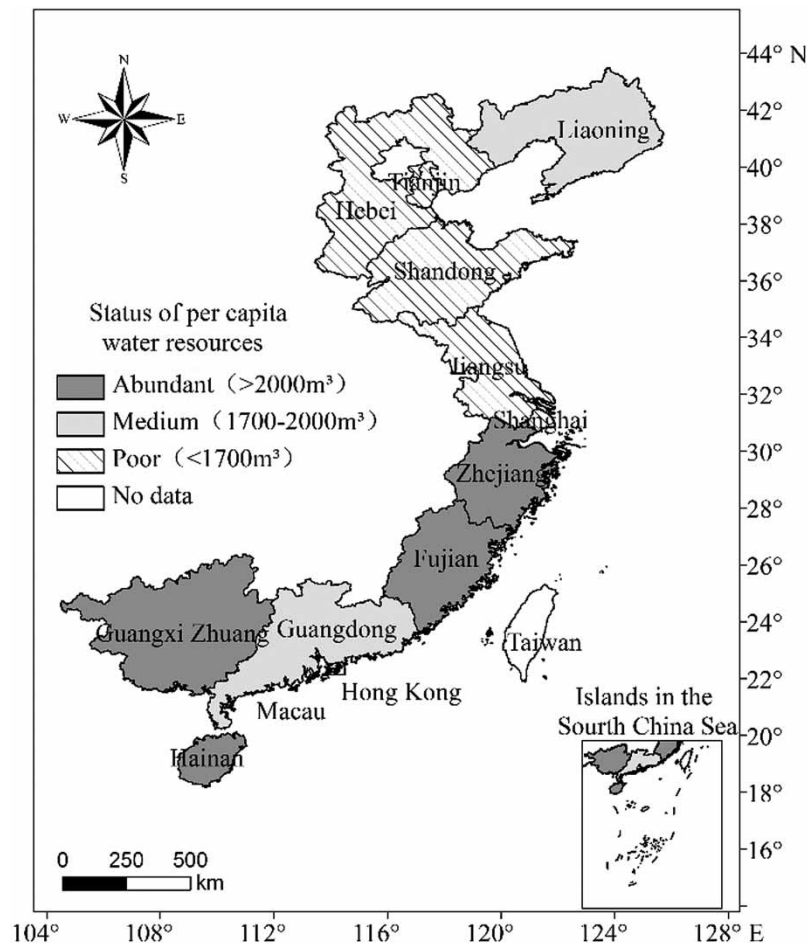 N
W E
S
44° N
42°
40°
38°
36°
34°
32°
30°
28°
26°
24°
22°
20°
18°
16°
Liaoning
Tianjin
Hebei
Shandong
Jiangsu
Shanghai
Zhejiang
Fujian
Guangxi Zhuang
Guangdong
Taiwan
Hong Kong
Macau
Hainan
Status of per capita
water resources
Abundant（>2000m³）
Medium（1700-2000m³）
Poor（<1700m³）
No data
Islands in the
Sourth China Sea
0 250 500
km
104° 108° 112° 116° 120° 124° 128° E